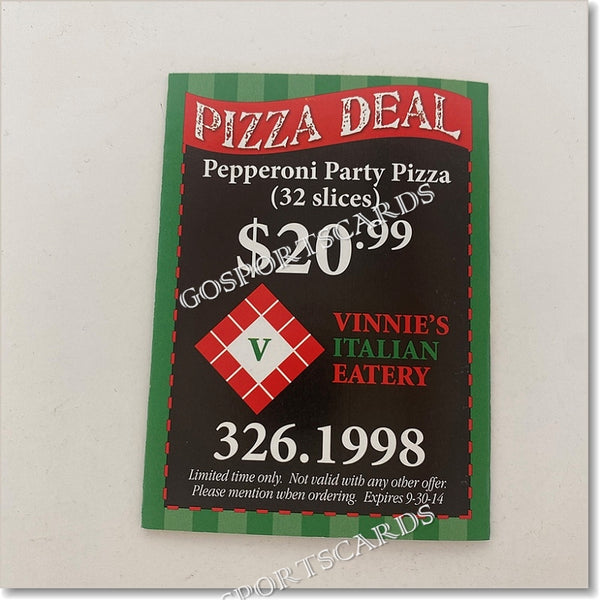 PIZZA DEAL
Pepperoni Party Pizza
(32 slices)
$20.99
GOSPORTSCARDS
V
VINNIE'S
ITALIAN
EATERY
326.1998
Limited time only. Not valid with any other offer.
Please mention when ordering. Expires 9-30-14
GOSPORTSCARDS